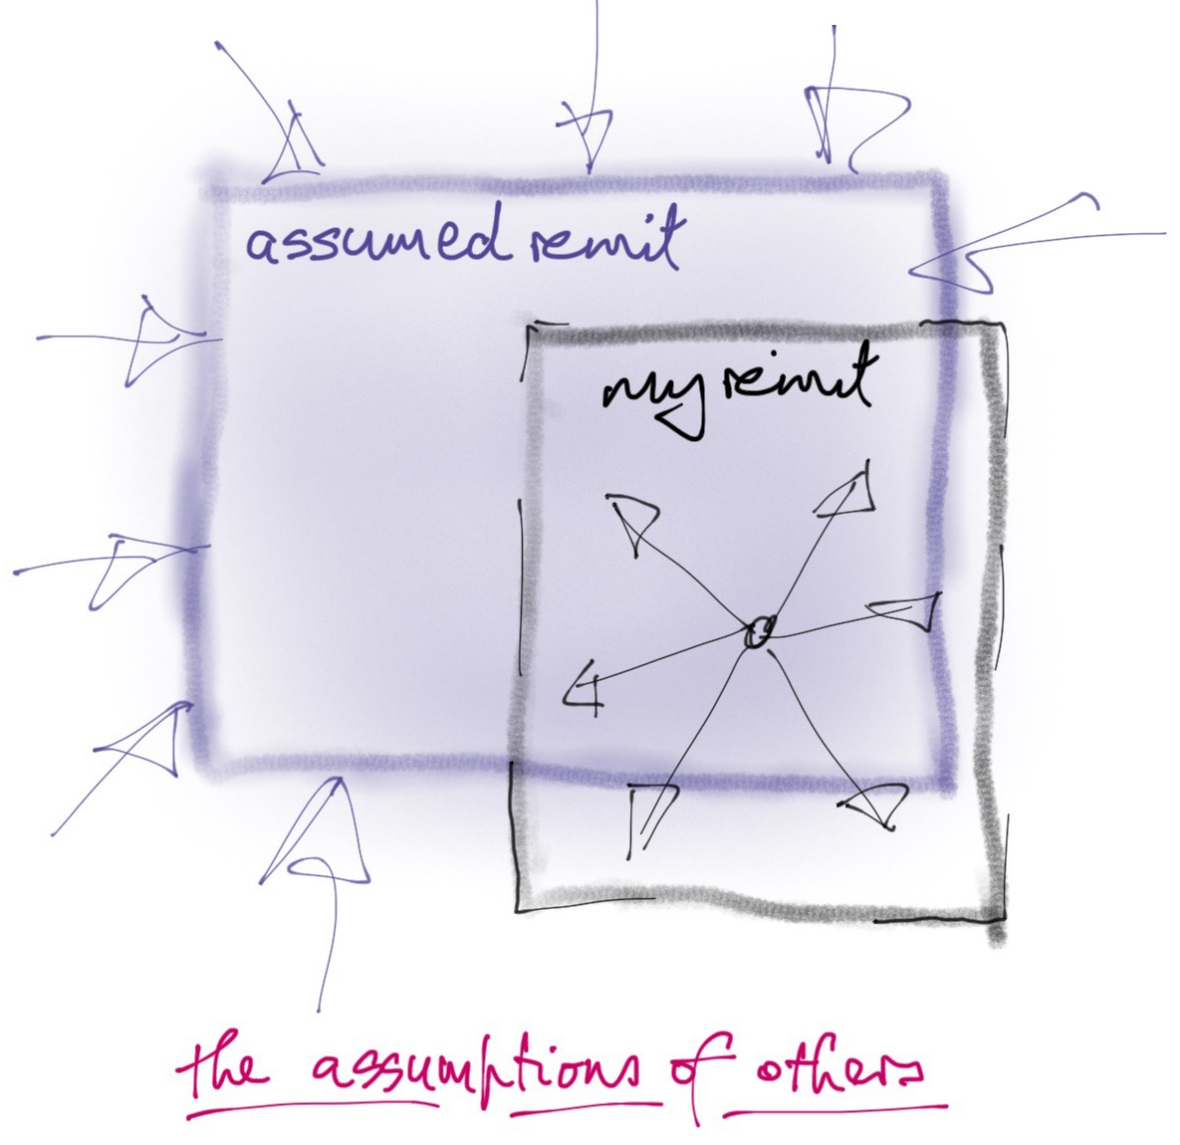 assumed remit
my remit
the assumptions of others